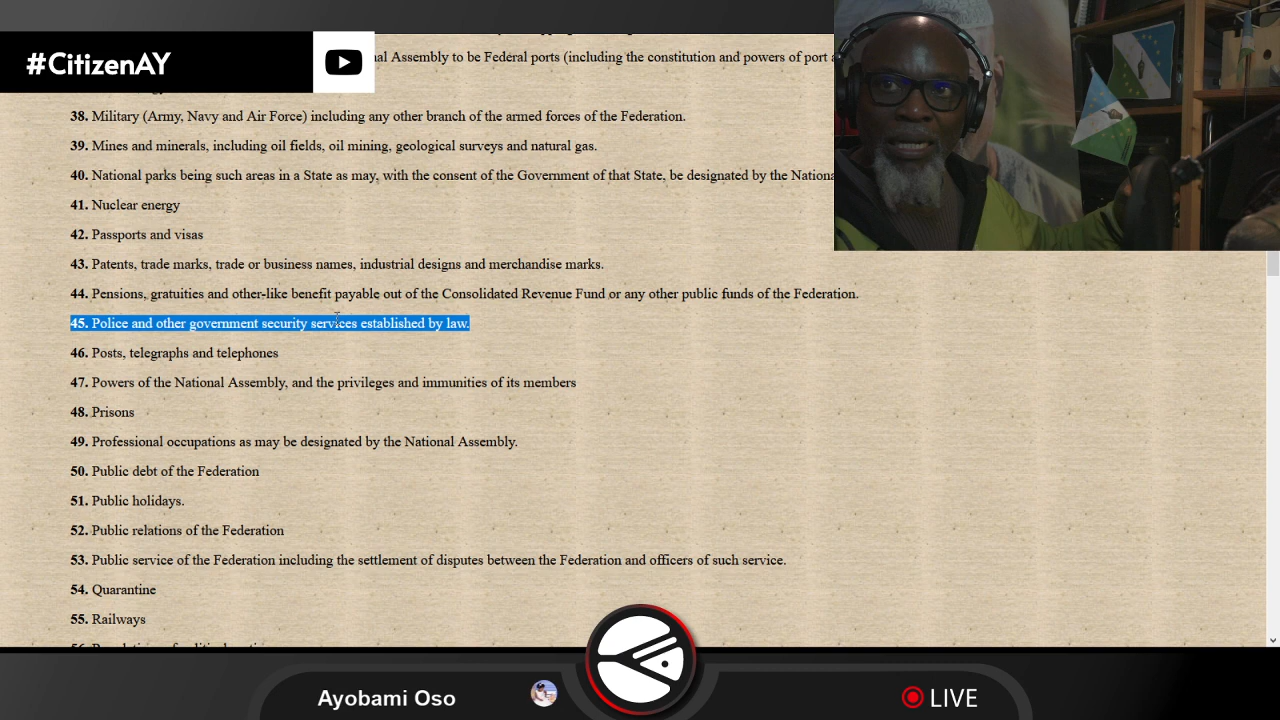 #CitizenAY
al Assembly to be Federal ports (including the constitution and powers of port
38. Military (Army, Navy and Air Force) including any other branch of the armed forces of the Federation.
39. Mines and minerals, including oil fields, oil mining, geological surveys and natural gas.
40. National parks being such areas in a State as may, with the consent of the Government of that State, be designated by the Nationa
41. Nuclear energy
42. Passports and visas
43. Patents, trade marks, trade or business names, industrial designs and merchandise marks.
44. Pensions, gratuities and other-like benefit payable out of the Consolidated Revenue Fund or any other public funds of the Federation.
45. Police and other government security services established by law.
46. Posts, telegraphs and telephones
47. Powers of the National Assembly, and the privileges and immunities of its members
48. Prisons
49. Professional occupations as may be designated by the National Assembly.
50. Public debt of the Federation
51. Public holidays.
52. Public relations of the Federation
53. Public service of the Federation including the settlement of disputes between the Federation and officers of such service.
54. Quarantine
55. Railways
Ayobami Oso
LIVE